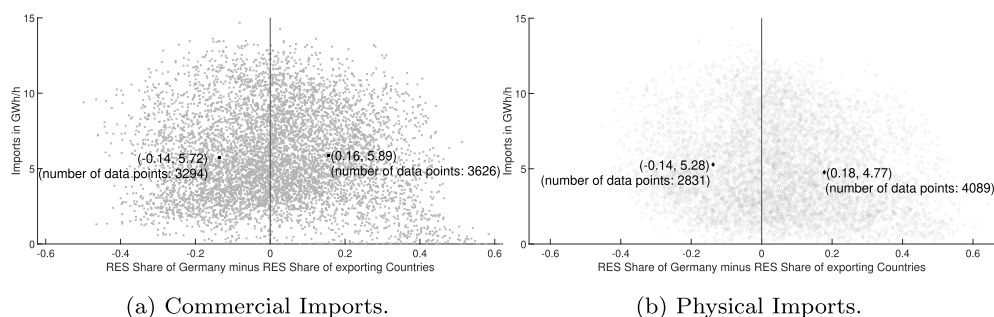 15
10
5
0
Imports in GWh/h
(-0.14, 5.72)
(number of data points: 3294)
(0.16, 5.89)
(number of data points: 3626)
-0.6 -0.4 -0.2 0 0.2 0.4 0.6
RES Share of Germany minus RES Share of exporting Countries
(a) Commercial Imports.
15
10
5
0
Imports in GWh/h
(-0.14, 5.28)
(number of data points: 2831)
(0.18, 4.77)
(number of data points: 4089)
-0.6 -0.4 -0.2 0 0.2 0.4 0.6
RES Share of Germany minus RES Share of exporting Countries
(b) Physical Imports.